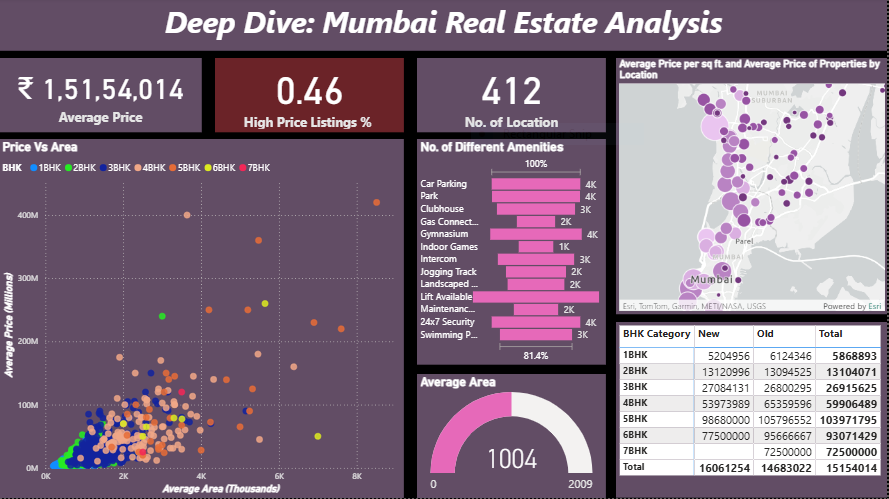 Deep Dive: Mumbai Real Estate Analysis
₹ 1,51,54,014
Average Price
0.46
High Price Listings %
412
No. of Location
Average Price per sq ft. and Average Price of Properties by
Location
MUMBAI
SUBURBAN
Parel
MUMBAI
Mumbai
Esri, TomTom, Garmin, METI/NASA, USGS
Powered by Esri
Price Vs Area
BHK 1BHK 2BHK 3BHK 4BHK 5BHK 6BHK 7BHK
Average Price (Millions)
400M
300M
200M
100M
0M
0K 2K 4K 6K 8K
Average Area (Thousands)
No. of Different Amenities
100%
Car Parking 4K
Park 4K
Clubhouse 3K
Gas Connect... 2K
Gymnasium 4K
Indoor Games 1K
Intercom 3K
Jogging Track 2K
Landscaped ... 2K
Lift Available
Maintenanc... 2K
24x7 Security 4K
Swimming P... 3K
81.4%
Average Area
1004
0 2009
BHK Category New Old Total
1BHK 5204956 6124346 5868893
2BHK 13120996 13094525 13104071
3BHK 27084131 26800295 26915625
4BHK 53973989 65359596 59906489
5BHK 98680000 105796552 103971795
6BHK 77500000 95666667 93071429
7BHK 72500000 72500000
Total 16061254 14683022 15154014